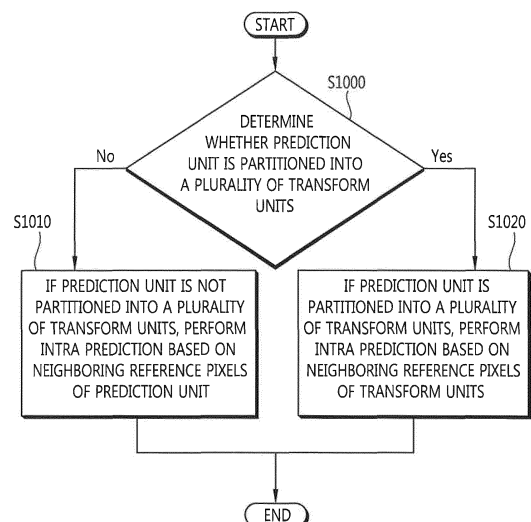 START
S1000
DETERMINE
WHETHER PREDICTION
UNIT IS PARTITIONED INTO
A PLURALITY OF TRANSFORM
UNITS
No
Yes
S1010
S1020
IF PREDICTION UNIT IS NOT
PARTITIONED INTO A PLURALITY
OF TRANSFORM UNITS, PERFORM
INTRA PREDICTION BASED ON
NEIGHBORING REFERENCE PIXELS
OF PREDICTION UNIT
IF PREDICTION UNIT IS
PARTITIONED INTO A PLURALITY
OF TRANSFORM UNITS, PERFORM
INTRA PREDICTION BASED ON
NEIGHBORING REFERENCE PIXELS
OF TRANSFORM UNITS
END